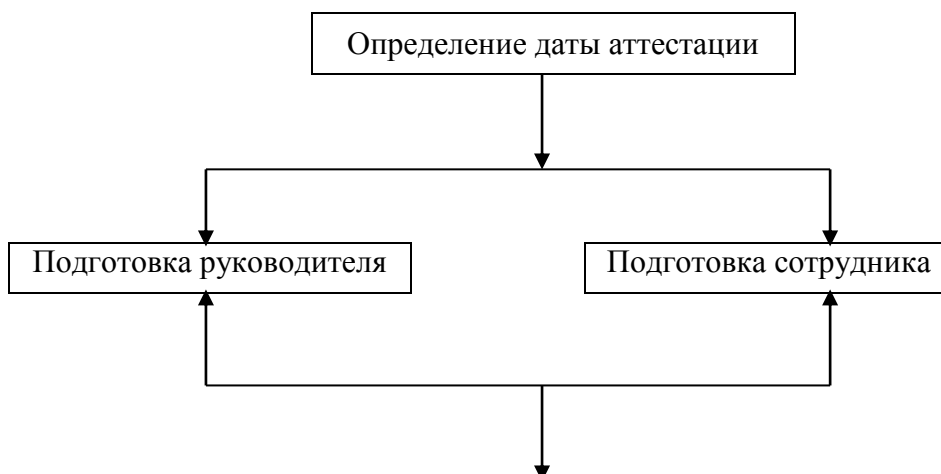 Определение даты аттестации
Подготовка руководителя
Подготовка сотрудника